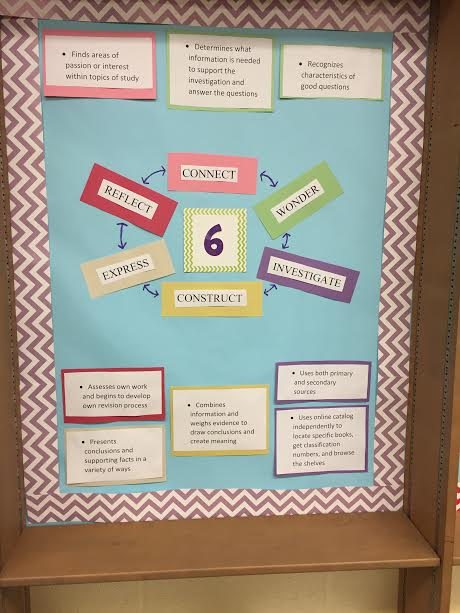 • Finds areas of
passion or interest
within topics of study
• Determines what
information is needed
to support the
investigation and
answer the questions
• Recognizes
characteristics of
good questions
CONNECT
REFLECT
WONDER
6
EXPRESS
INVESTIGATE
CONSTRUCT
• Assesses own work
and begins to develop
own revision process
• Presents
conclusions and
supporting facts in a
variety of ways
• Combines
information and
weighs evidence to
draw conclusions and
create meaning
• Uses both primary
and secondary
sources
• Uses online catalog
independently to
locate specific books,
get classification
numbers, and browse
the shelves